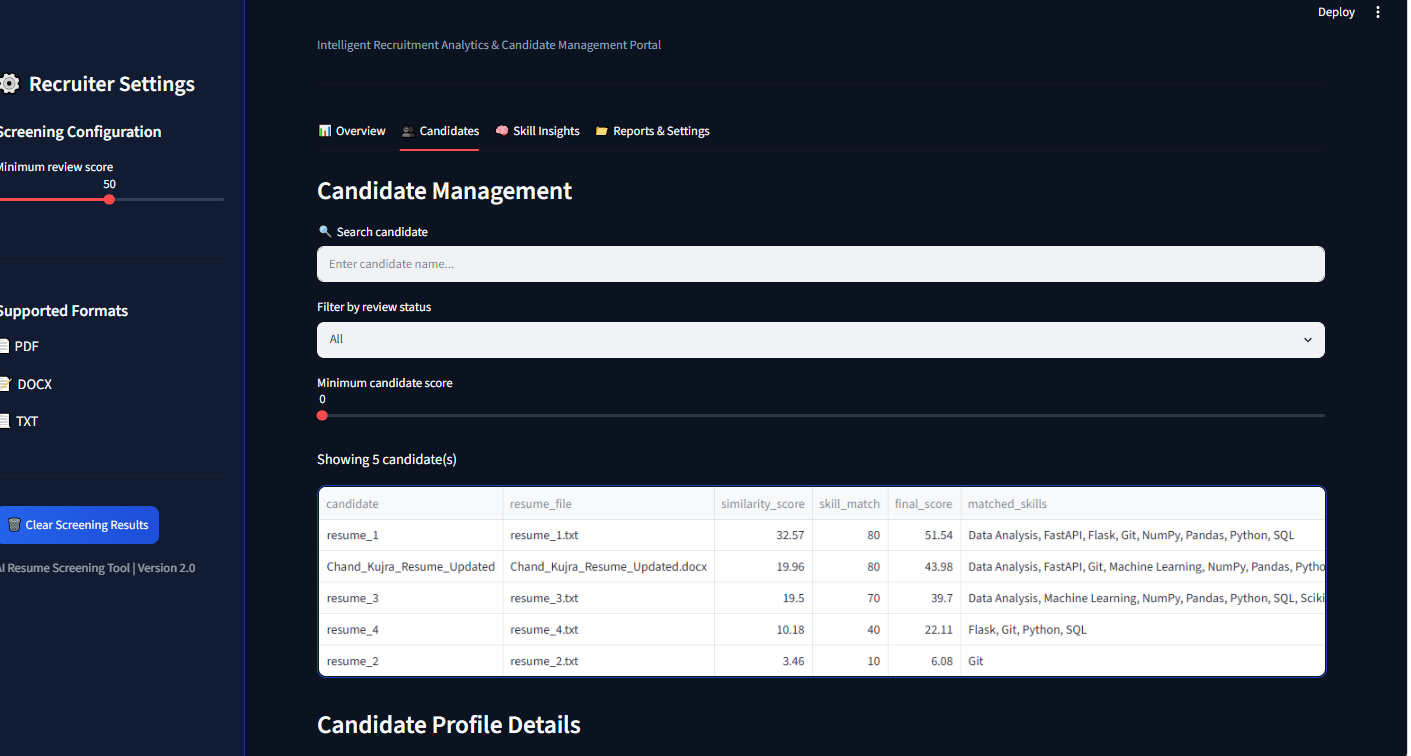 Deploy
Intelligent Recruitment Analytics & Candidate Management Portal
Recruiter Settings
Screening Configuration
Minimum review score
50
Supported Formats
PDF
DOCX
TXT
Clear Screening Results
AI Resume Screening Tool | Version 2.0
Overview Candidates Skill Insights Reports & Settings
Candidate Management
Search candidate
Enter candidate name...
Filter by review status
All
Minimum candidate score
0
Showing 5 candidate(s)
candidate resume_file similarity_score skill_match final_score matched_skills
resume_1 resume_1.txt 32.57 80 51.54 Data Analysis, FastAPI, Flask, Git, NumPy, Pandas, Python, SQL
Chand_Kujra_Resume_Updated Chand_Kujra_Resume_Updated.docx 19.96 80 43.98 Data Analysis, FastAPI, Git, Machine Learning, NumPy, Pandas, Pytho
resume_3 resume_3.txt 19.5 70 39.7 Data Analysis, Machine Learning, NumPy, Pandas, Python, SQL, Sciki
resume_4 resume_4.txt 10.18 40 22.11 Flask, Git, Python, SQL
resume_2 resume_2.txt 3.46 10 6.08 Git
Candidate Profile Details